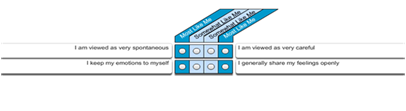 Most Like Me
Somewhat Like Me
Somewhat Like Me
Most Like Me
I am viewed as very spontaneous
I am viewed as very careful
I keep my emotions to myself
I generally share my feelings openly